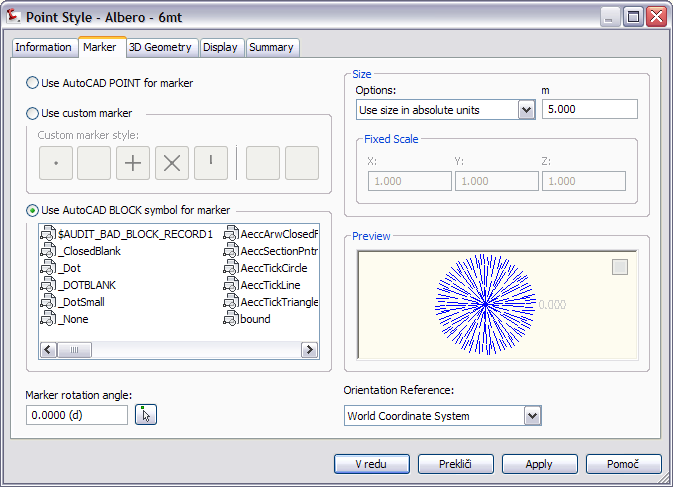 Point Style - Albero - 6mt
Information Marker 3D Geometry Display Summary
Use AutoCAD POINT for marker
Use custom marker
Custom marker style:
Use AutoCAD BLOCK symbol for marker
$AUDIT_BAD_BLOCK_RECORD1
_ClosedBlank
_Dot
_DOTBLANK
_DotSmall
_None
AeccArwClosedF
AeccSectionPntr
AeccTickCircle
AeccTickLine
AeccTickTriangle
bound
Marker rotation angle:
0.0000 (d)
Size
Options: m
Use size in absolute units 5.000
Fixed Scale
X: Y: Z:
1.000 1.000 1.000
Preview
0.000
Orientation Reference:
World Coordinate System
V redu Prekliči Apply Pomoč